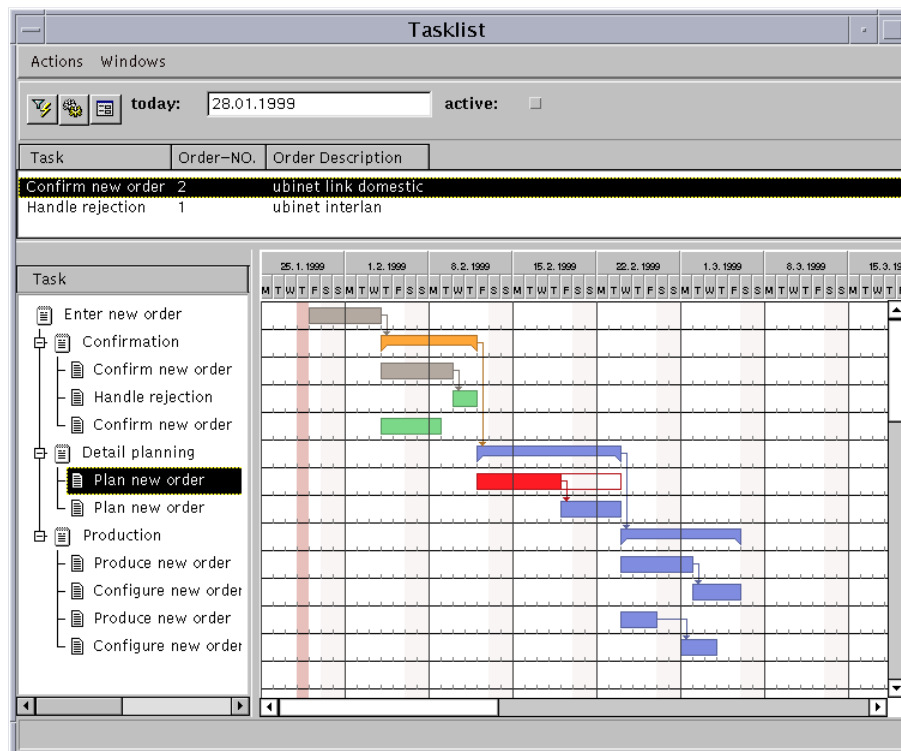 Tasklist
Actions Windows
today: 28.01.1999 active:
Task Order-NO. Order Description
Confirm new order 2 ubinet link domestic
Handle rejection 1 ubinet interlan
Task
25.1.1999 1.2.1999 8.2.1999 15.2.1999 22.2.1999 1.3.1999 8.3.1999 15.3.19
M T W T F S S M T W T F S S M T W T F S S M T W T F S S M T W T F S S M T W T F S S M T W T F S S M T W T
Enter new order
Confirmation
Confirm new order
Handle rejection
Confirm new order
Detail planning
Plan new order
Plan new order
Production
Produce new order
Configure new order
Produce new order
Configure new order